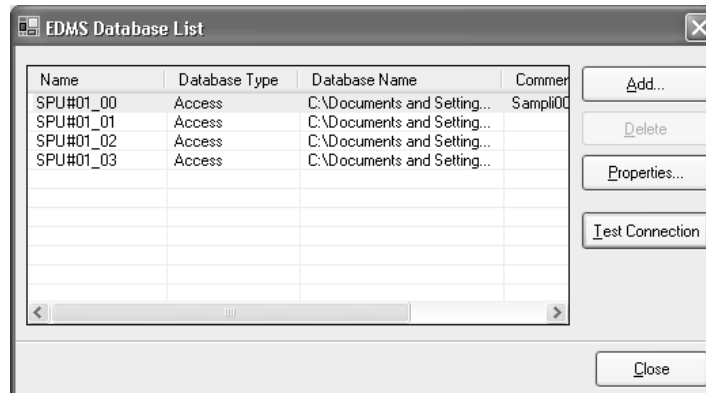 EDMS Database List
Name Database Type Database Name Commen
SPU#01_00 Access C:\Documents and Setting... Sampli00
SPU#01_01 Access C:\Documents and Setting...
SPU#01_02 Access C:\Documents and Setting...
SPU#01_03 Access C:\Documents and Setting...
Add...
Delete
Properties...
Test Connection
Close